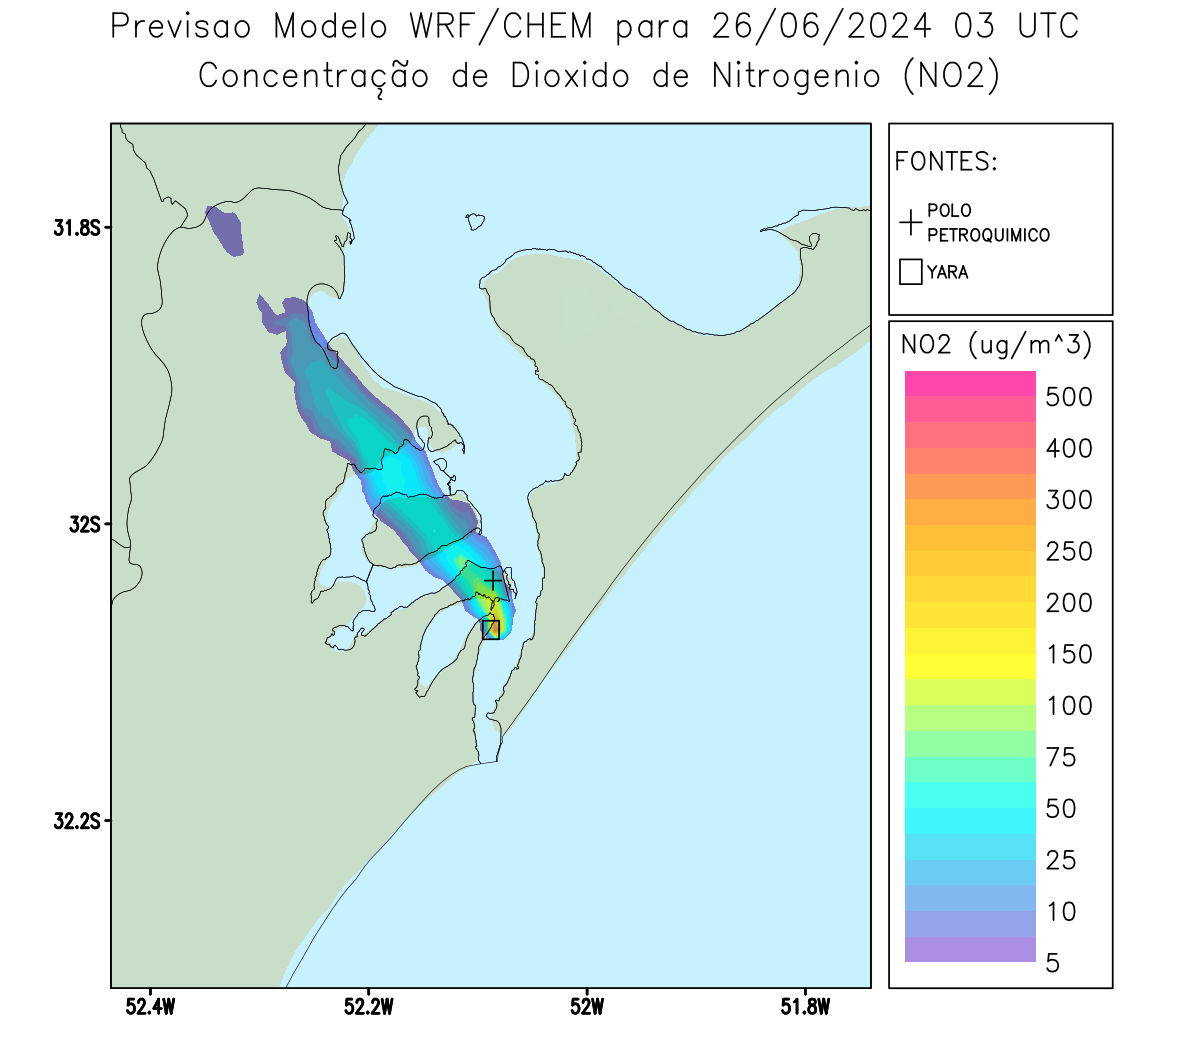 Previsao Modelo WRF/CHEM para 26/06/2024 03 UTC
Concentração de Dioxido de Nitrogenio (NO2)
FONTES:
POLO
PETROQUIMICO
YARA
NO2 (ug/m^3)
500
400
300
250
200
150
100
75
50
25
10
5
31.8S
32S
32.2S
52.4W
52.2W
52W
51.8W